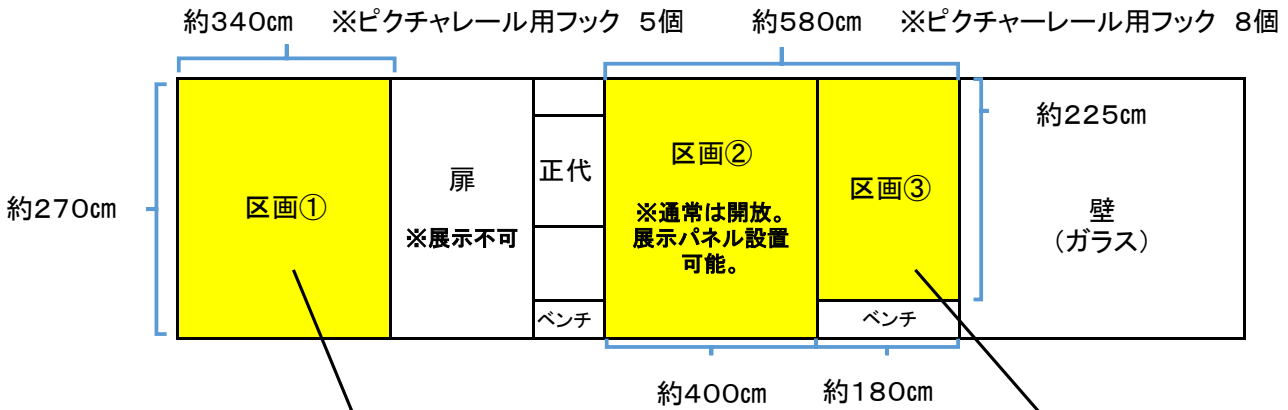 約340㎝　※ピクチャレール用フック　5個
約580㎝　※ピクチャーレール用フック　8個
約270㎝
区画①
扉
※展示不可
正代
ベンチ
区画②
※通常は開放。
展示パネル設置
可能。
区画③
ベンチ
約225㎝
壁
（ガラス）
約400㎝
約180㎝